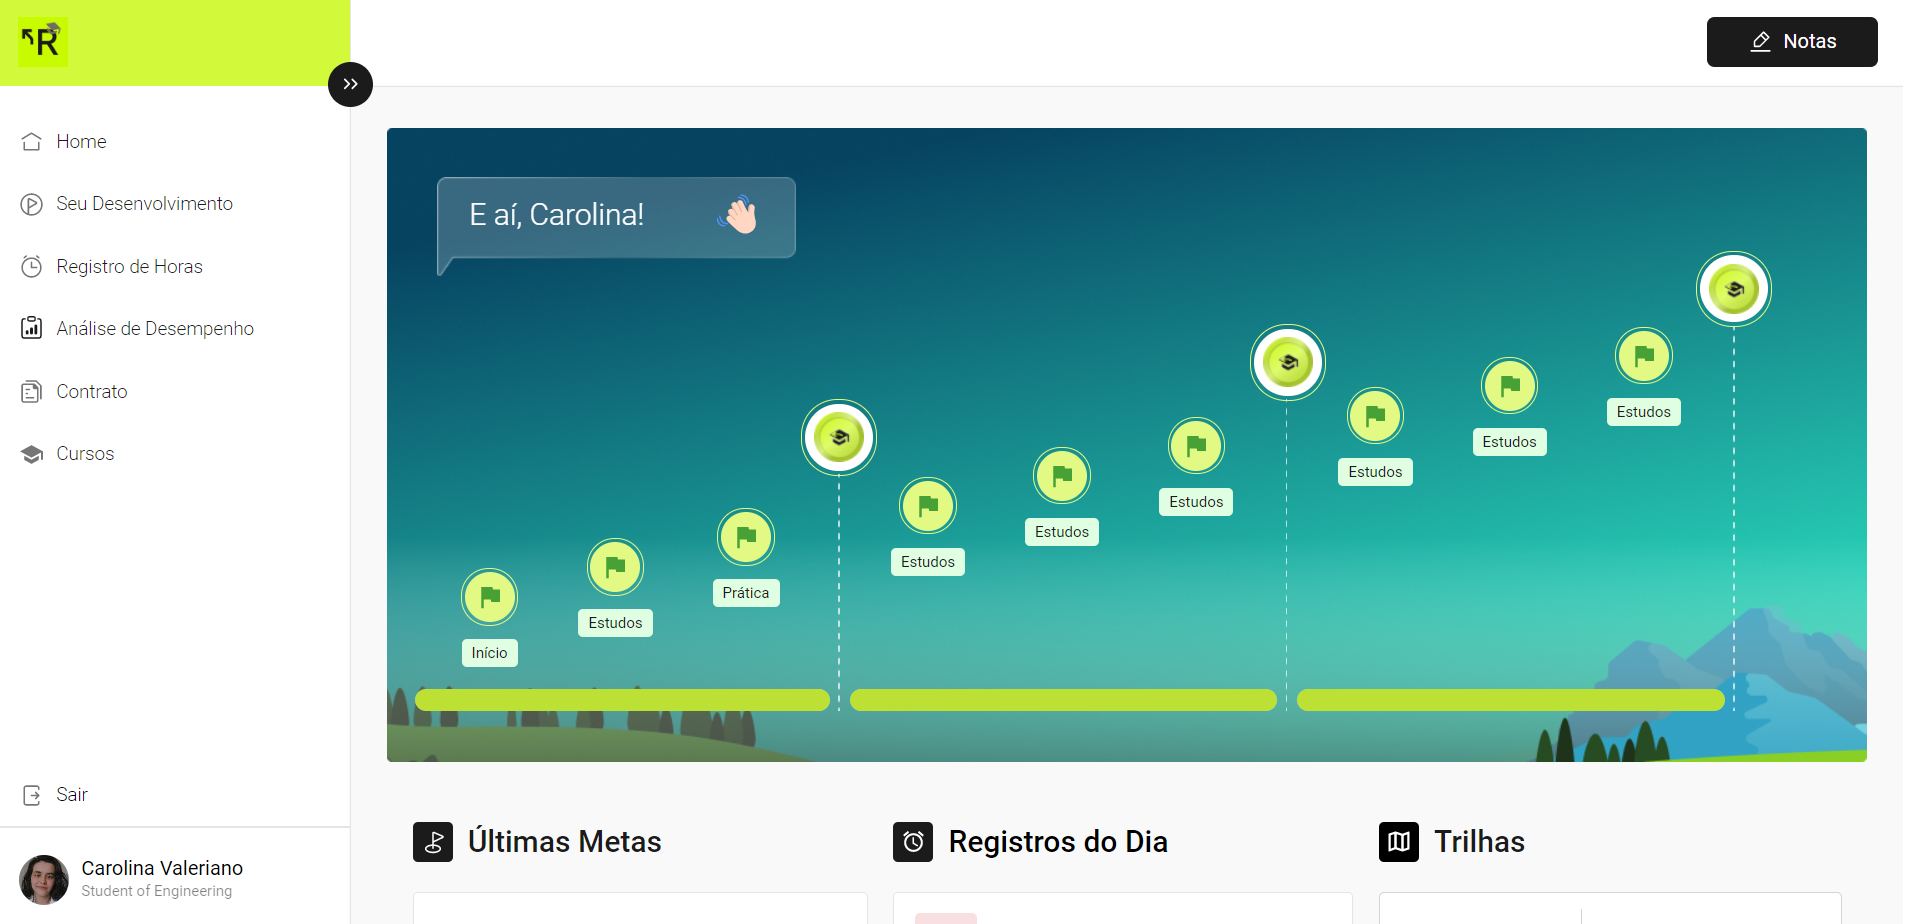 R
Notas
Home
Seu Desenvolvimento
Registro de Horas
Análise de Desempenho
Contrato
Cursos
Sair
Carolina Valeriano
Student of Engineering
E aí, Carolina!
Início
Estudos
Prática
Estudos
Estudos
Estudos
Estudos
Estudos
Estudos
Últimas Metas
Registros do Dia
Trilhas